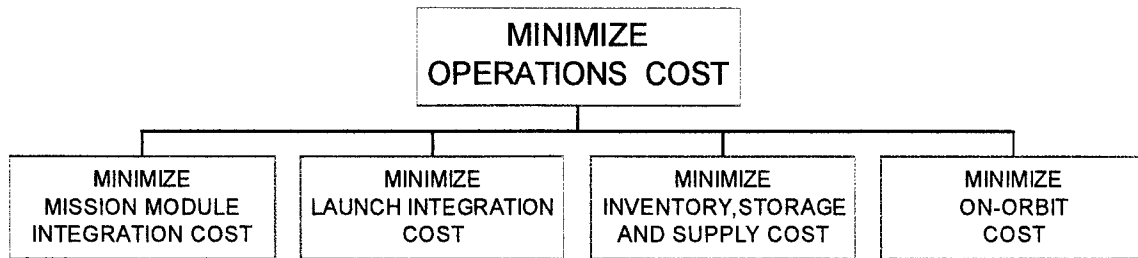 MINIMIZE
OPERATIONS COST
MINIMIZE
MISSION MODULE
INTEGRATION COST
MINIMIZE
LAUNCH INTEGRATION
COST
MINIMIZE
INVENTORY,STORAGE
AND SUPPLY COST
MINIMIZE
ON-ORBIT
COST